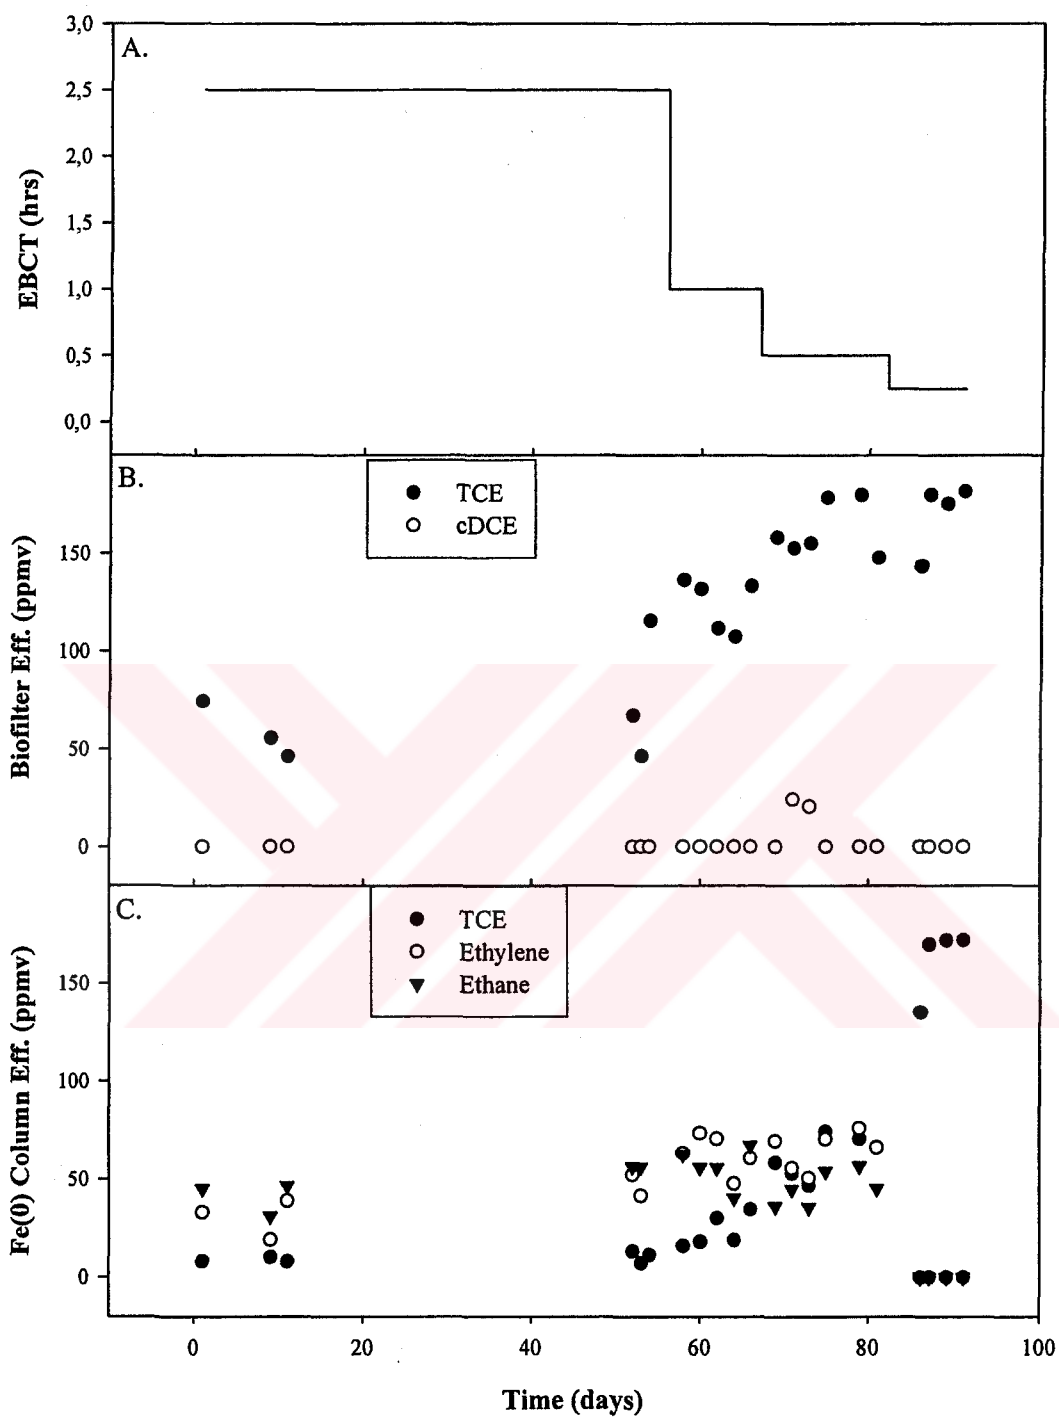 A.
3,0
2,5
2,0
1,5
1,0
0,5
0,0
EBCT (hrs)
B.
TCE
cDCE
150
100
50
0
Biofilter Eff. (ppmv)
C.
TCE
Ethylene
Ethane
150
100
50
0
Fe(0) Column Eff. (ppmv)
0 20 40 60 80 100
Time (days)